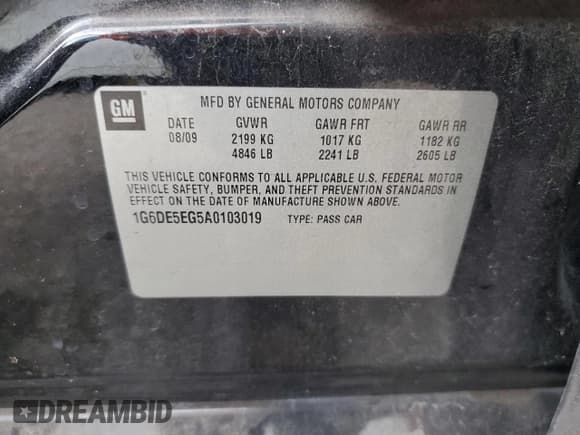 GM
MFD BY GENERAL MOTORS COMPANY
DATE GVWR GAWR FRT GAWR RR
08/09 2199 KG 1017 KG 1182 KG
4846 LB 2241 LB 2605 LB
THIS VEHICLE CONFORMS TO ALL APPLICABLE U.S. FEDERAL MOTOR
VEHICLE SAFETY, BUMPER, AND THEFT PREVENTION STANDARDS IN
EFFECT ON THE DATE OF MANUFACTURE SHOWN ABOVE.
1G6DE5EG5A0103019 TYPE: PASS CAR
DREAMBID